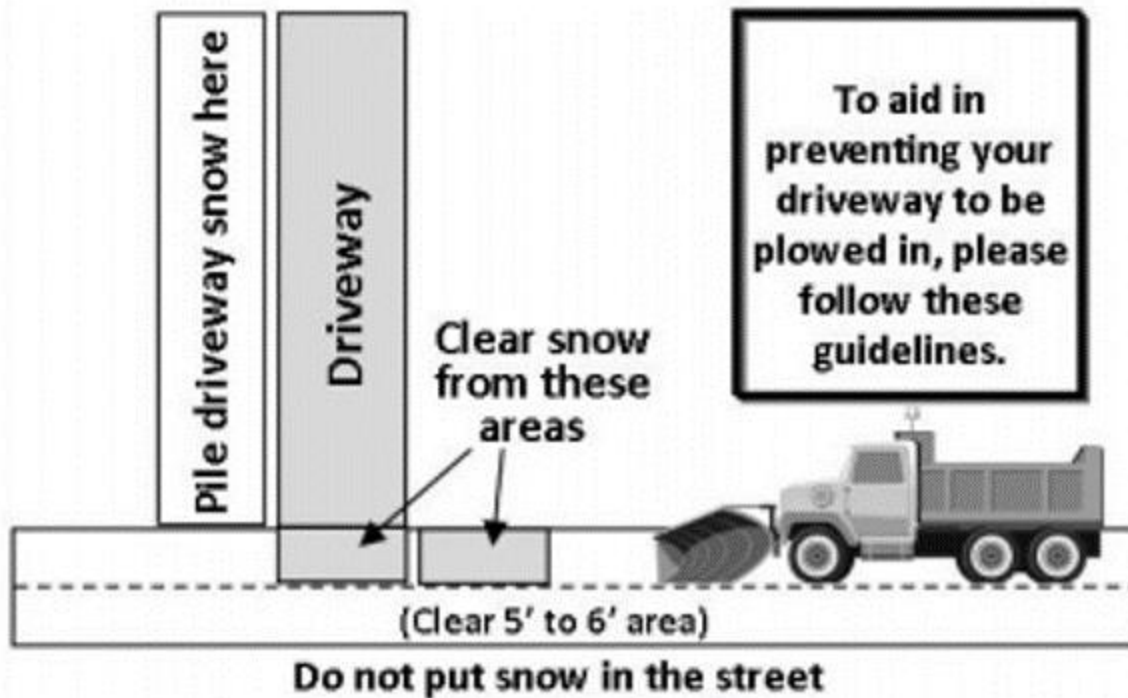 Pile driveway snow here
Driveway
Clear snow
from these
areas
To aid in
preventing your
driveway to be
plowed in, please
follow these
guidelines.
(Clear 5' to 6' area)
Do not put snow in the street